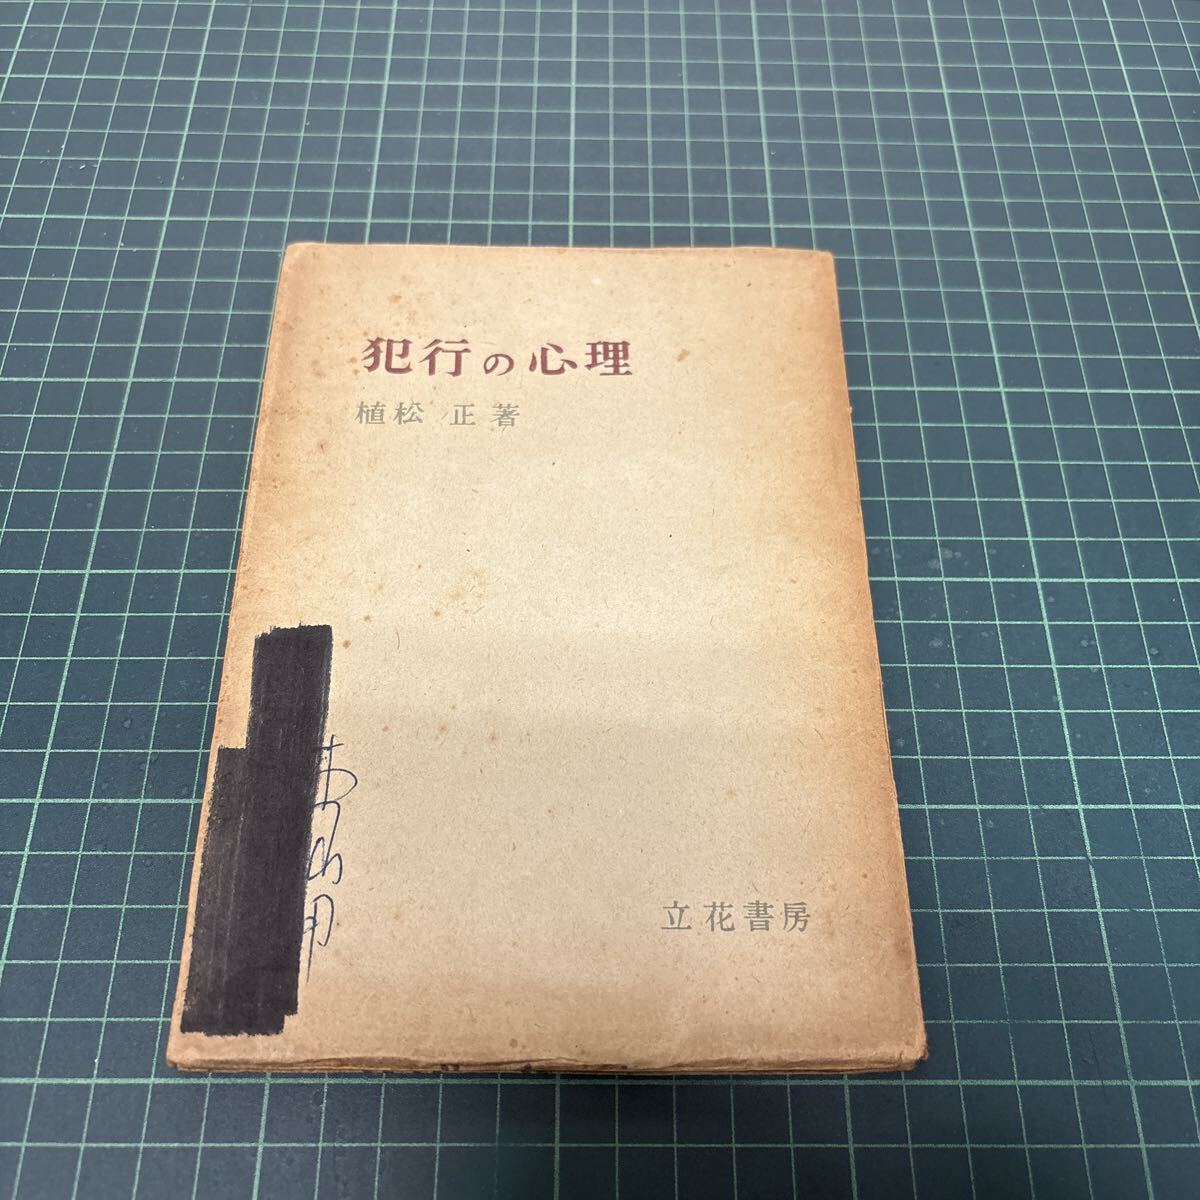 犯行の心理
植松 正 著
立花書房